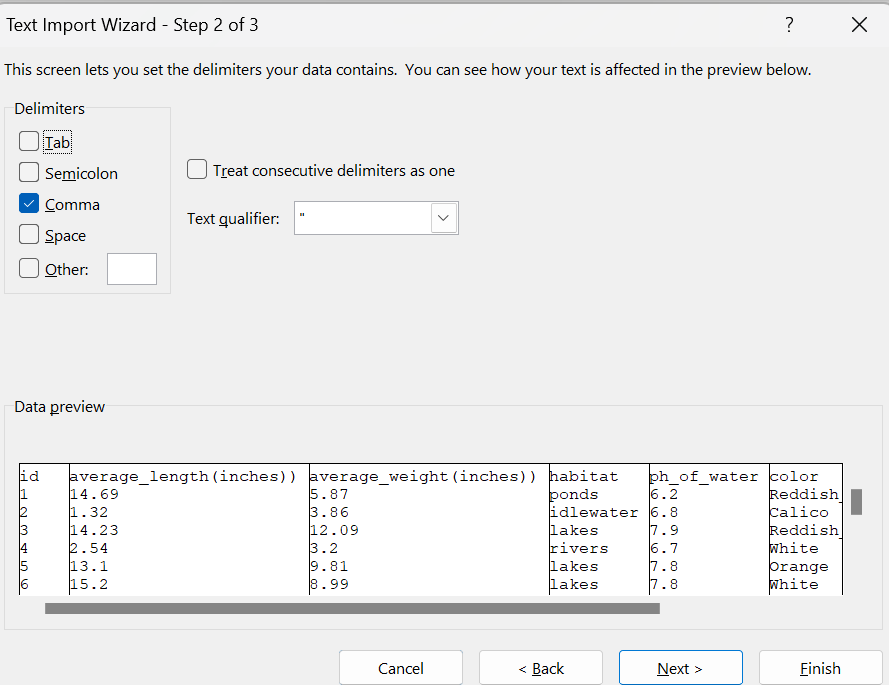 Text Import Wizard - Step 2 of 3 ?
This screen lets you set the delimiters your data contains.  You can see how your text is affected in the preview below.
Delimiters
Tab
Semicolon
Comma
Space
Other:
Treat consecutive delimiters as one
Text qualifier: "
Data preview
id average_length(inches)) average_weight(inches)) habitat ph_of_water color
1 14.69 5.87 ponds 6.2 Reddish_
2 1.32 3.86 idlewater 6.8 Calico
3 14.23 12.09 lakes 7.9 Reddish_
4 2.54 3.2 rivers 6.7 White
5 13.1 9.81 lakes 7.8 Orange
6 15.2 8.99 lakes 7.8 White
Cancel < Back Next > Finish